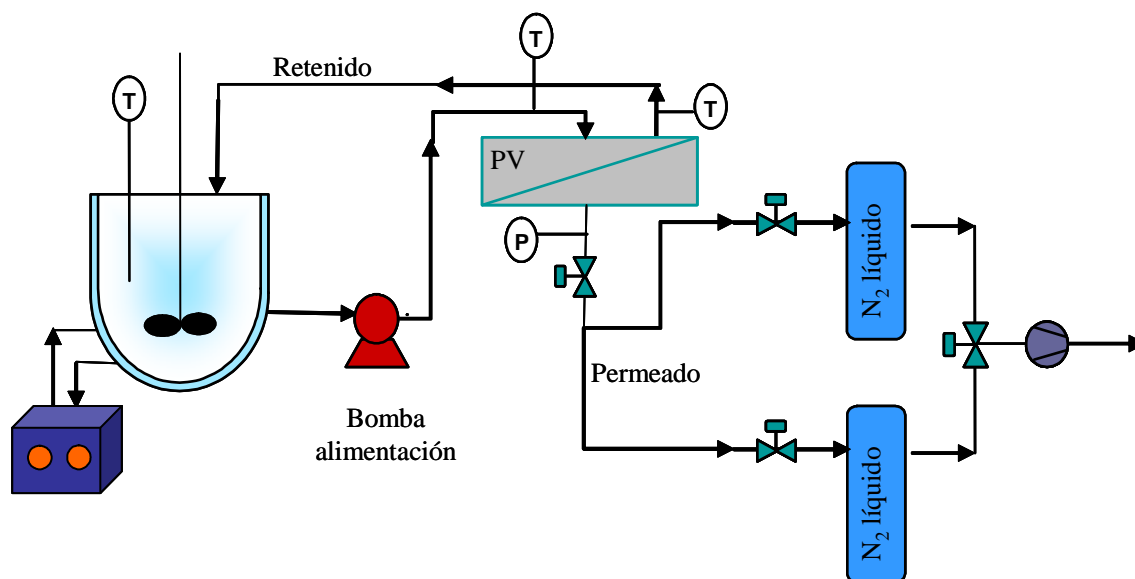 T
Retenido
T
T
PV
P
N₂ líquido
Permeado
Bomba
alimentación
N₂ líquido